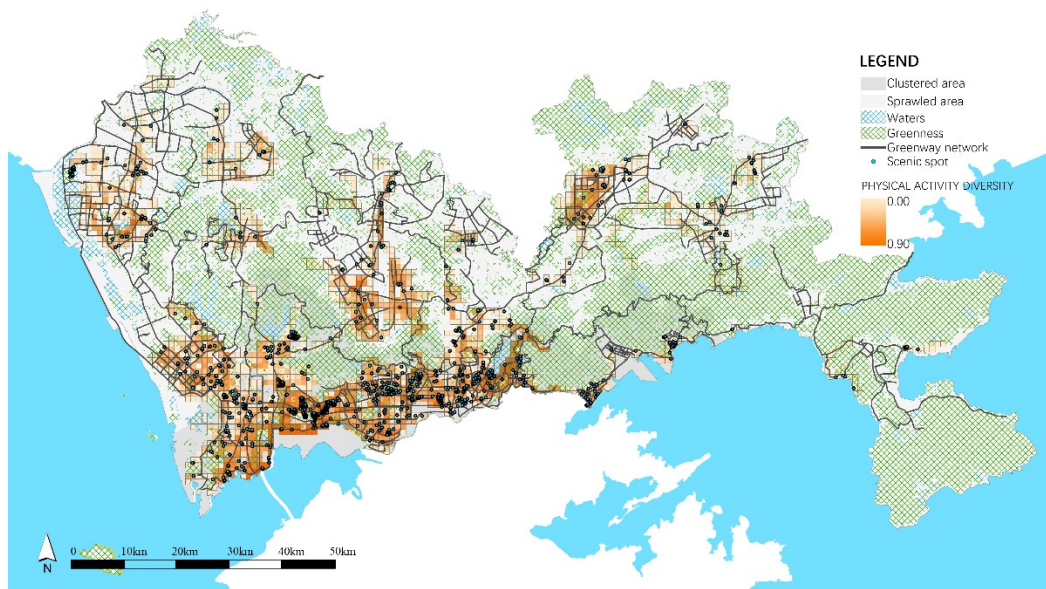 LEGEND
Clustered area
Sprawled area
Waters
Greenness
Greenway network
Scenic spot
PHYSICAL ACTIVITY DIVERSITY
0.00
0.90
0 10km 20km 30km 40km 50km
N